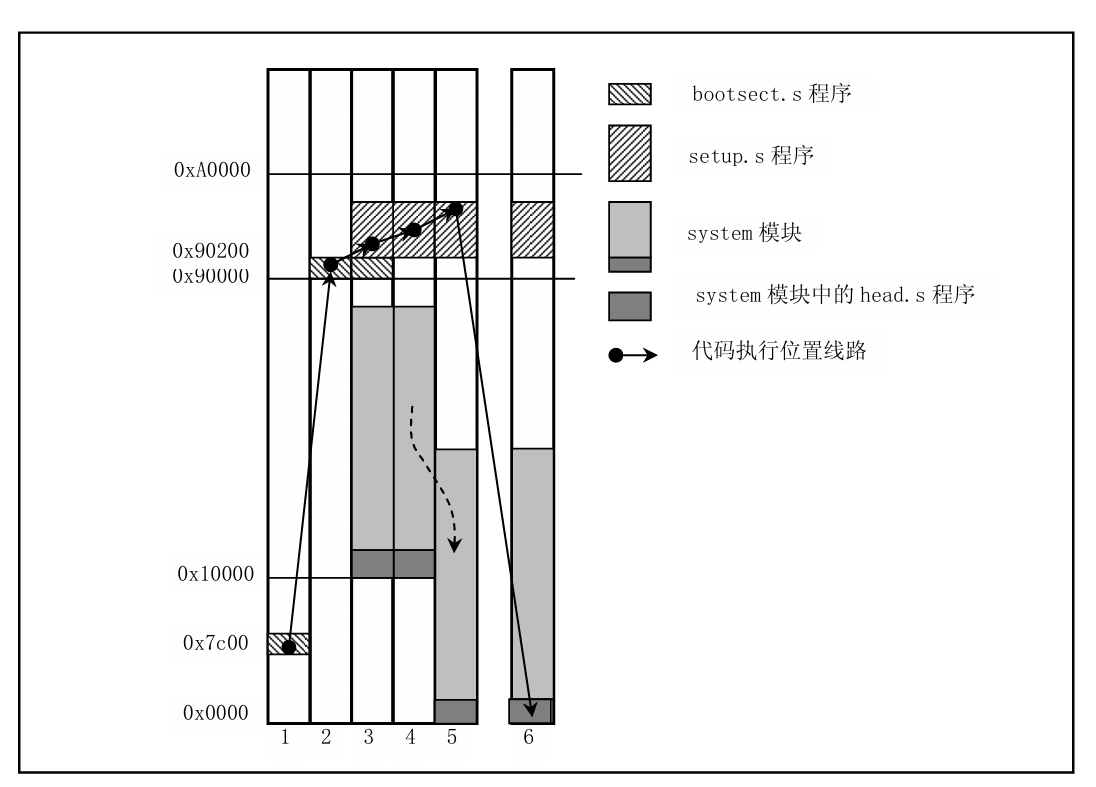 bootsect.s 程序
setup.s 程序
system 模块
system 模块中的 head.s 程序
代码执行位置线路
0xA0000
0x90200
0x90000
0x10000
0x7c00
0x0000
1 2 3 4 5 6